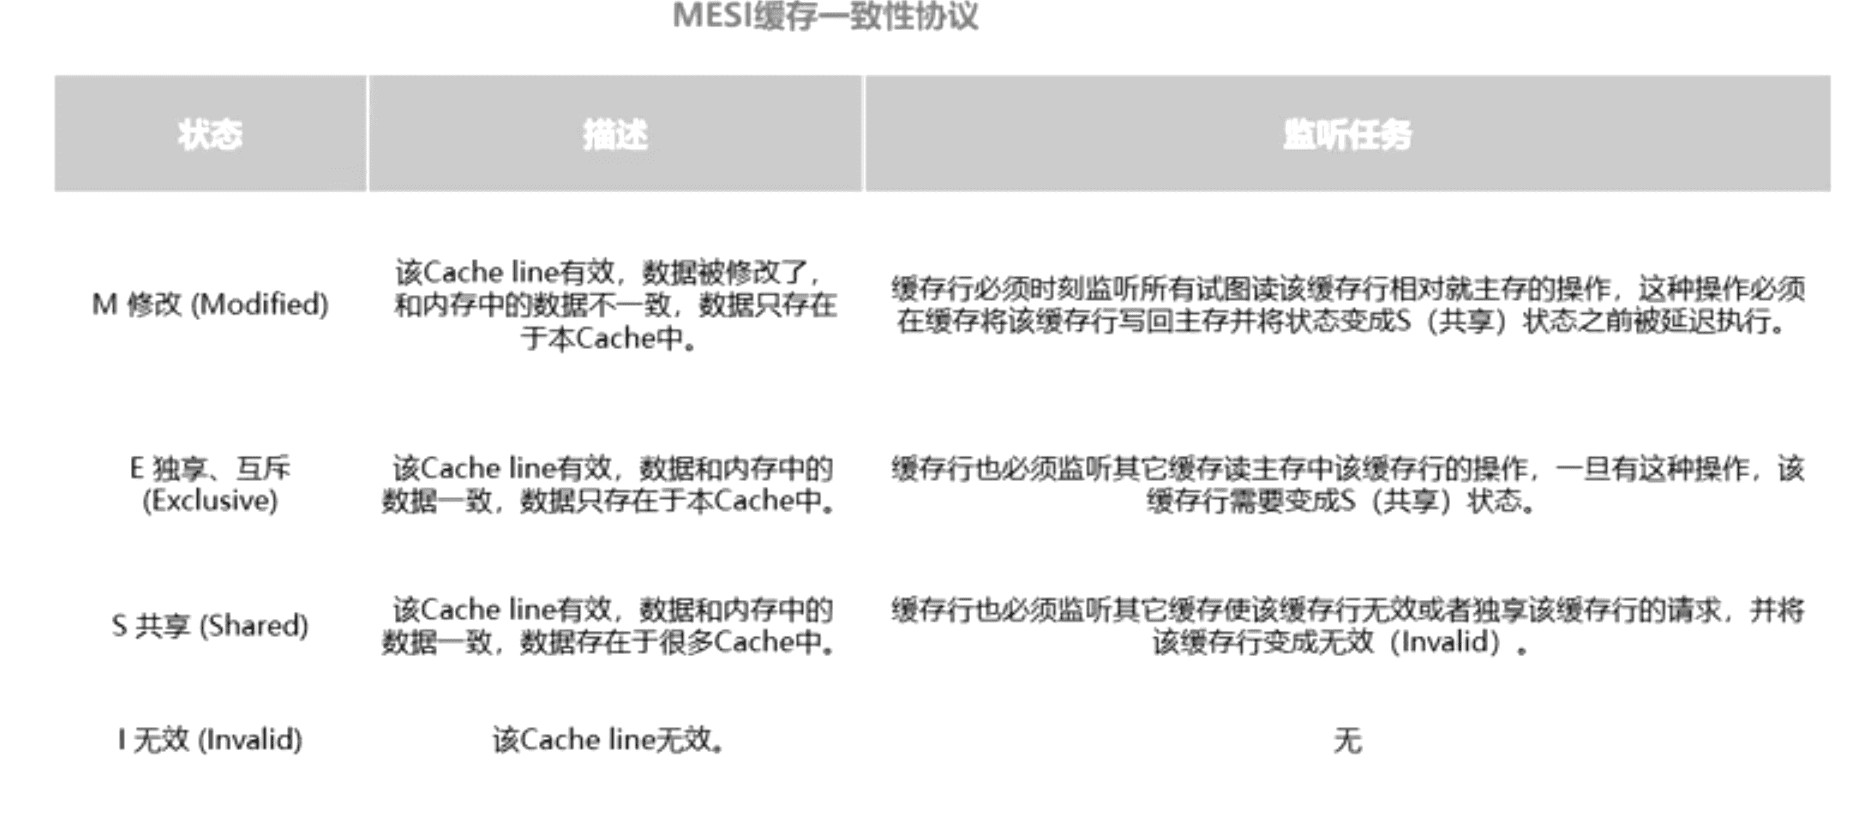 MESI缓存一致性协议
状态
描述
监听任务
M 修改 (Modified)
该Cache line有效，数据被修改了，
和内存中的数据不一致，数据只存在
于本Cache中。
缓存行必须时刻监听所有试图读该缓存行相对就主存的操作，这种操作必须
在缓存将该缓存行写回主存并将状态变成S（共享）状态之前被延迟执行。
E 独享、互斥
(Exclusive)
该Cache line有效，数据和内存中的
数据一致，数据只存在于本Cache中。
缓存行也必须监听其它缓存读主存中该缓存行的操作，一旦有这种操作，该
缓存行需要变成S（共享）状态。
S 共享 (Shared)
该Cache line有效，数据和内存中的
数据一致，数据存在于很多Cache中。
缓存行也必须监听其它缓存使该缓存行无效或者独享该缓存行的请求，并将
该缓存行变成无效（Invalid）。
I 无效 (Invalid)
该Cache line无效。
无